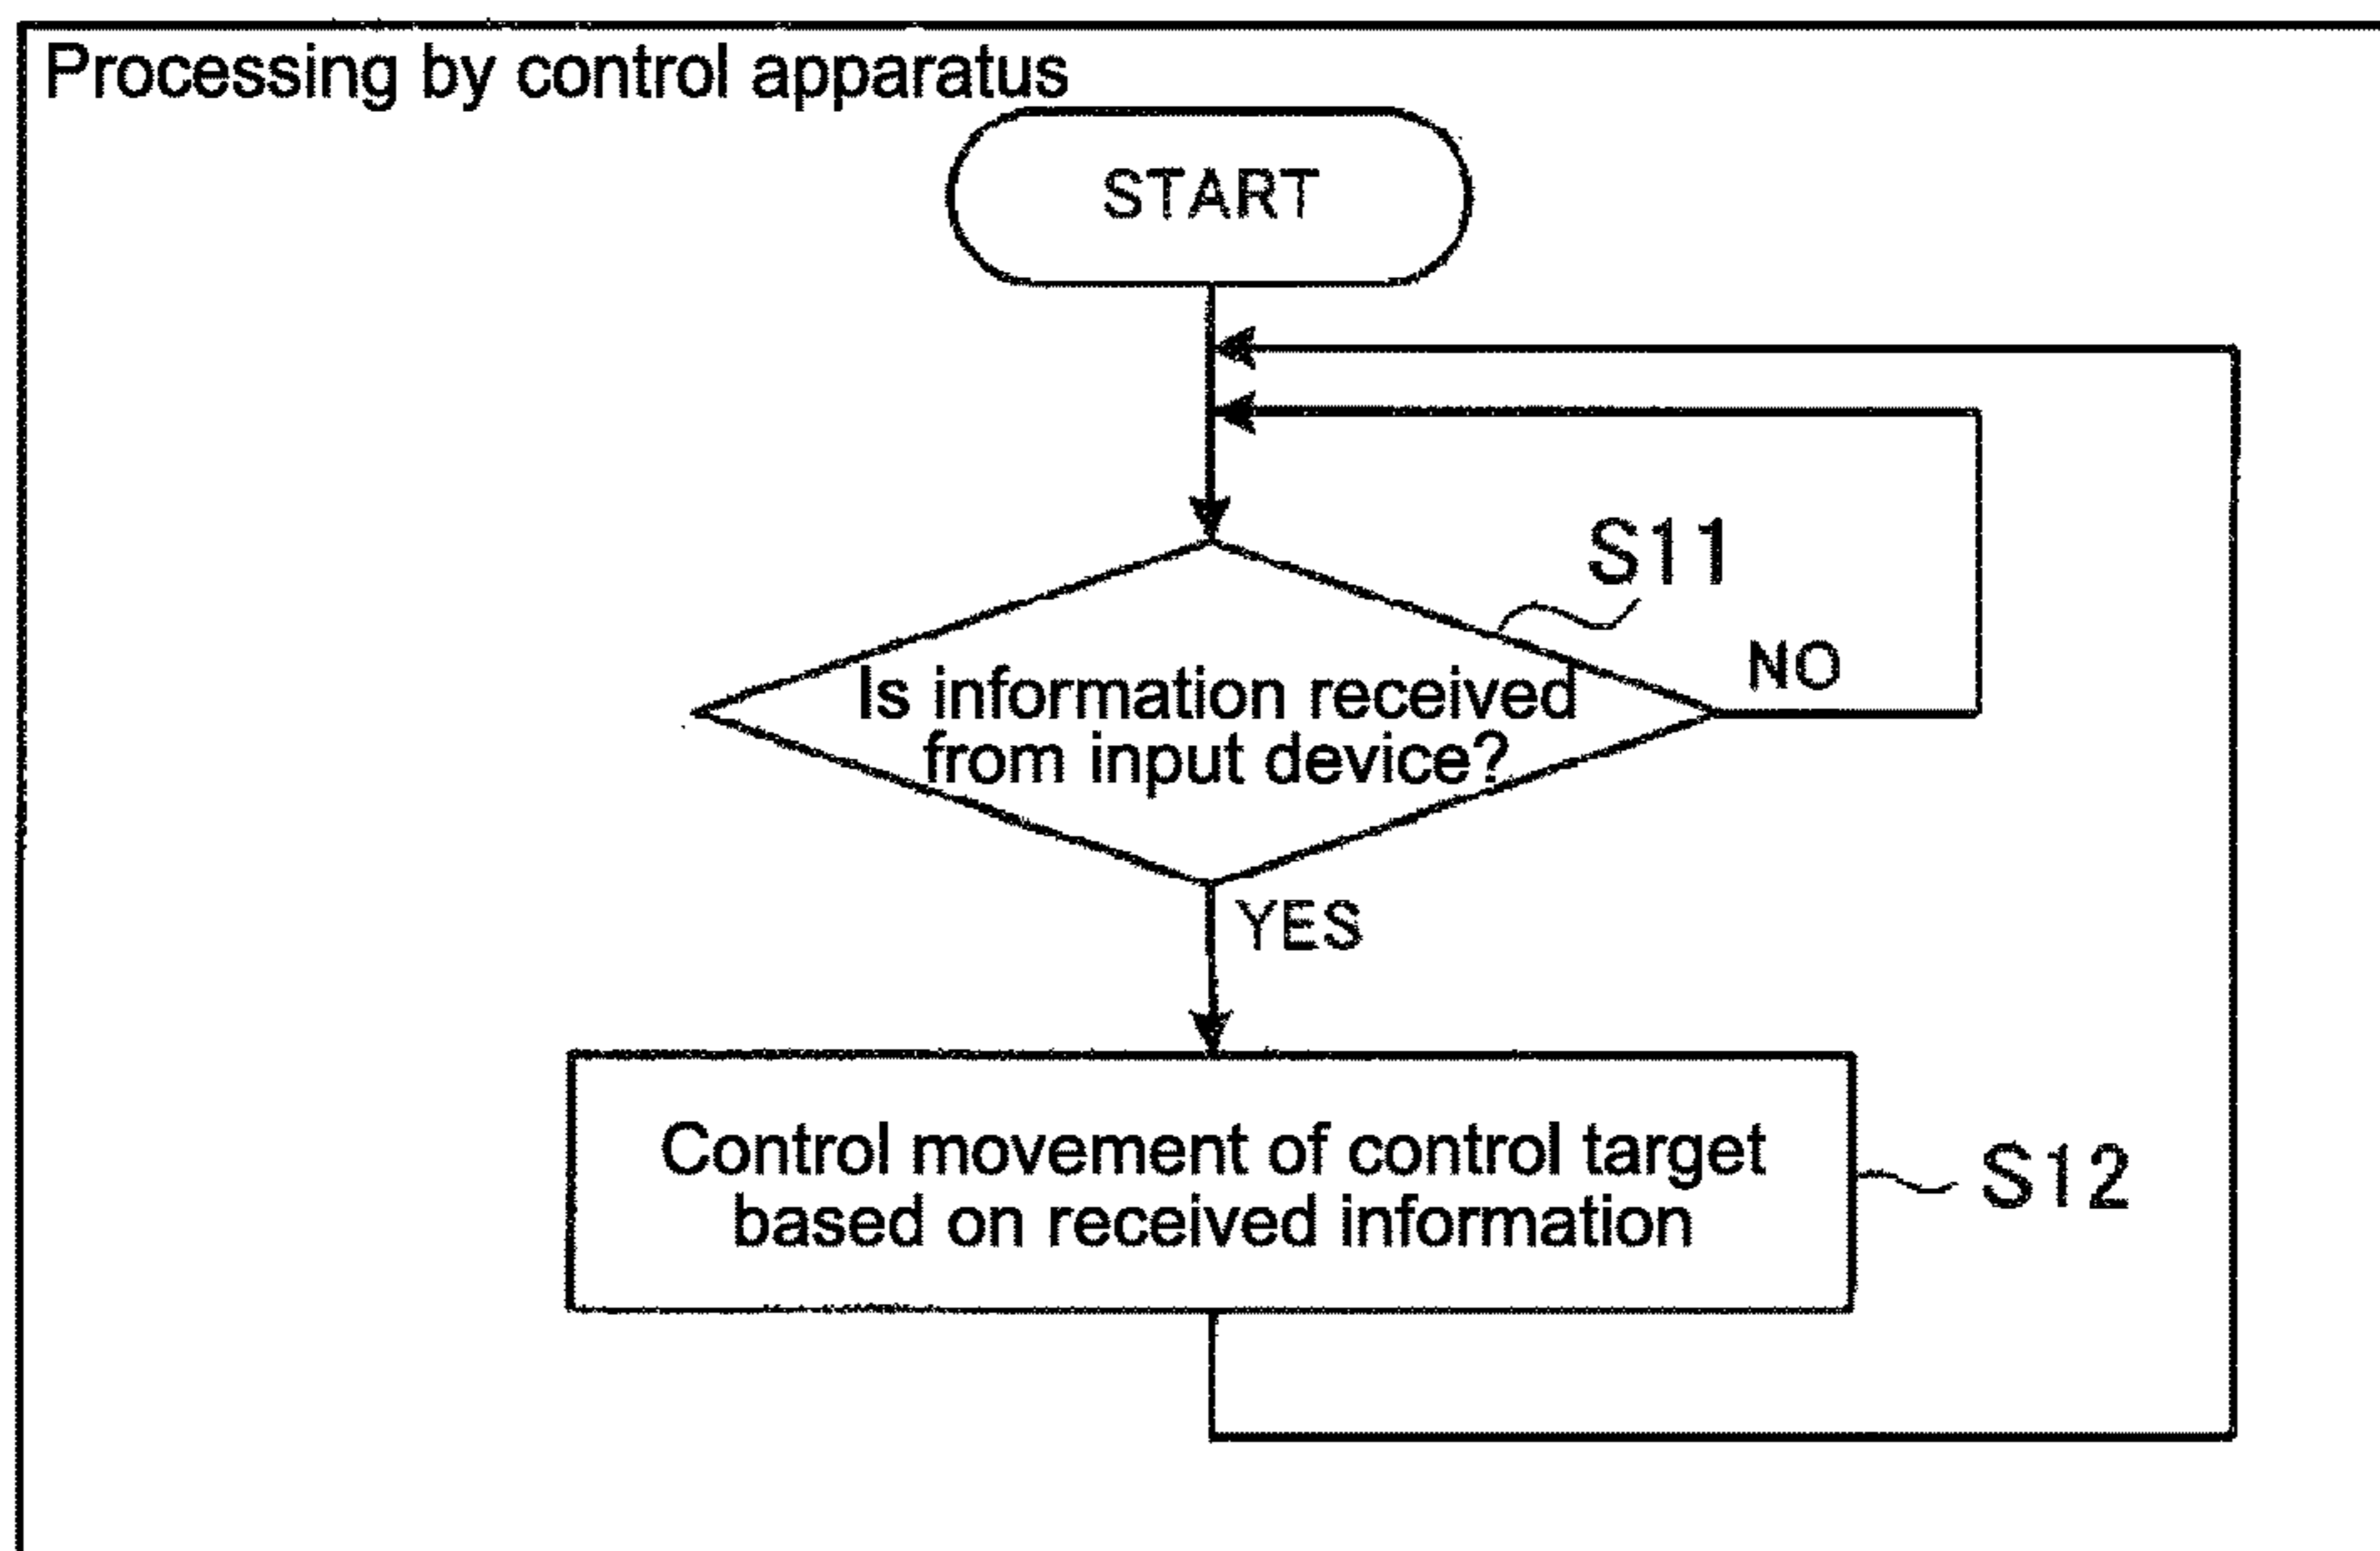 Processing by control apparatus
START
S11
Is information received
from input device?
NO
YES
Control movement of control target
based on received information
S12